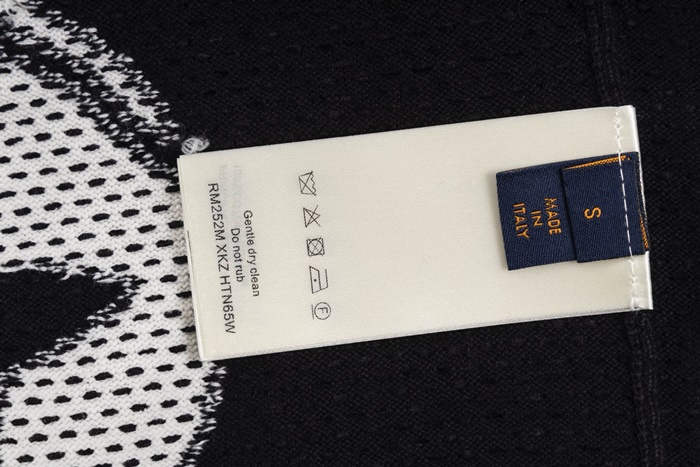 Gentle dry clean
Do not rub
RM252M XKZ HTN65W
MADE
IN
ITALY
S